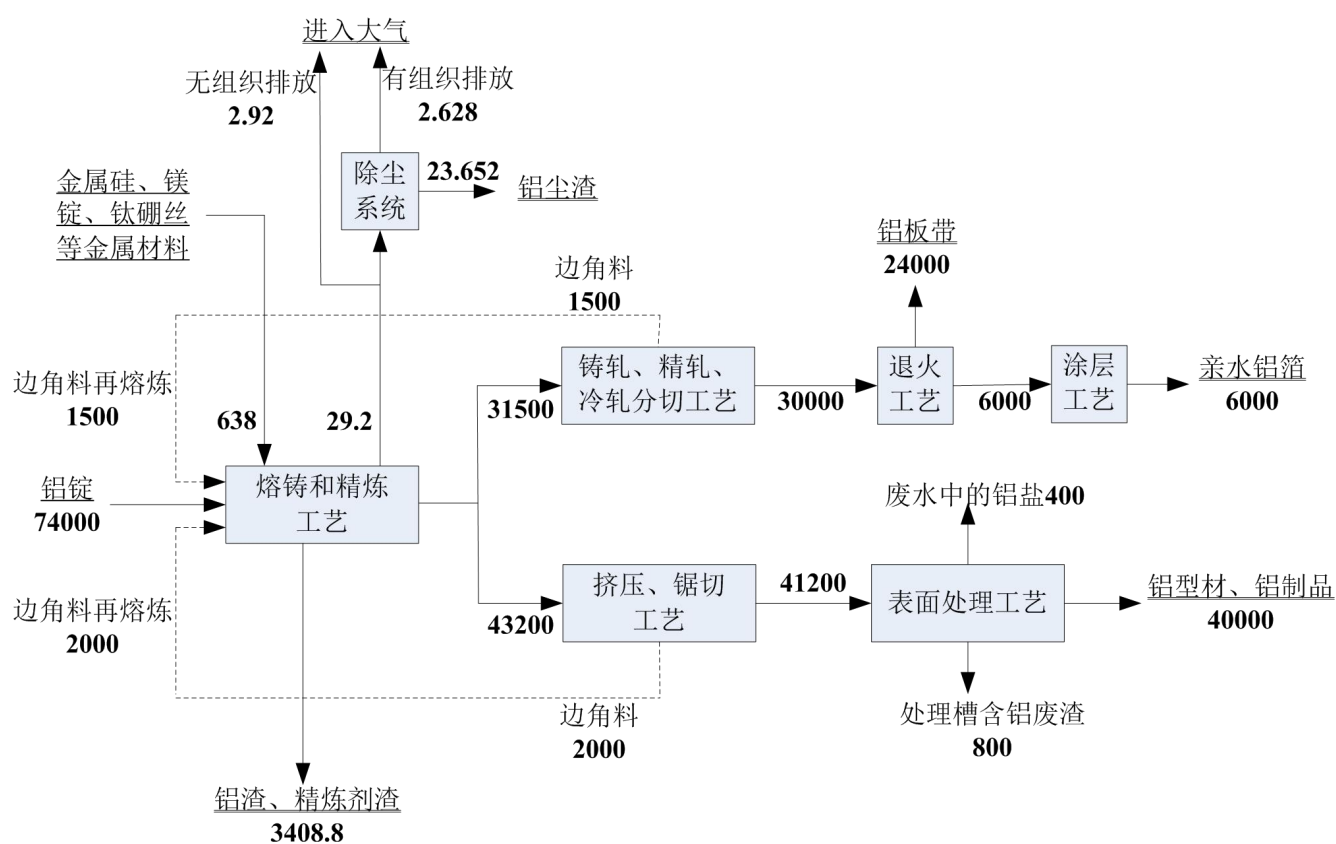 进入大气
无组织排放
2.92
有组织排放
2.628
除尘
系统
23.652
铝尘渣
金属硅、镁
锭、钛硼丝
等金属材料
铝板带
24000
边角料
1500
边角料再熔炼
1500
638
29.2
31500
铸轧、精轧、
冷轧分切工艺
30000
退火
工艺
6000
涂层
工艺
亲水铝箔
6000
铝锭
74000
熔铸和精炼
工艺
废水中的铝盐400
边角料再熔炼
2000
43200
挤压、锯切
工艺
41200
表面处理工艺
铝型材、铝制品
40000
边角料
2000
处理槽含铝废渣
800
铝渣、精炼剂渣
3408.8